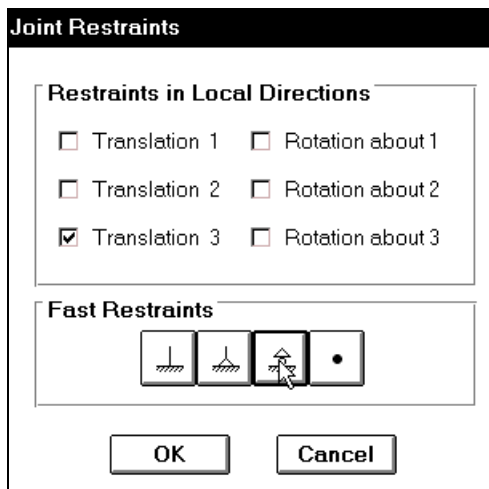 Joint Restraints
Restraints in Local Directions
Translation 1 Rotation about 1
Translation 2 Rotation about 2
Translation 3 Rotation about 3
Fast Restraints
OK Cancel